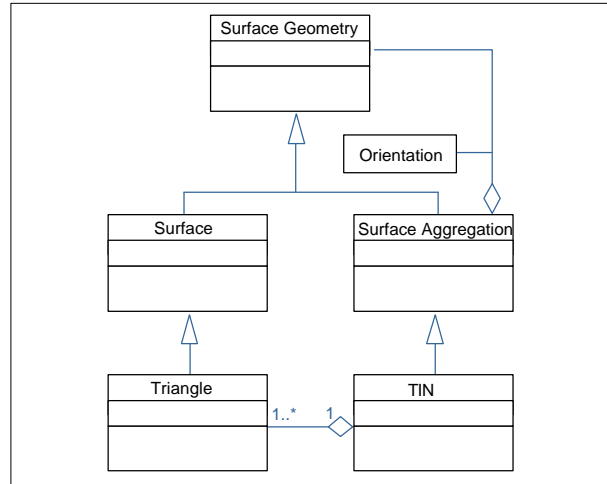 Surface Geometry
Orientation
Surface
Surface Aggregation
Triangle
TIN
1..*
1